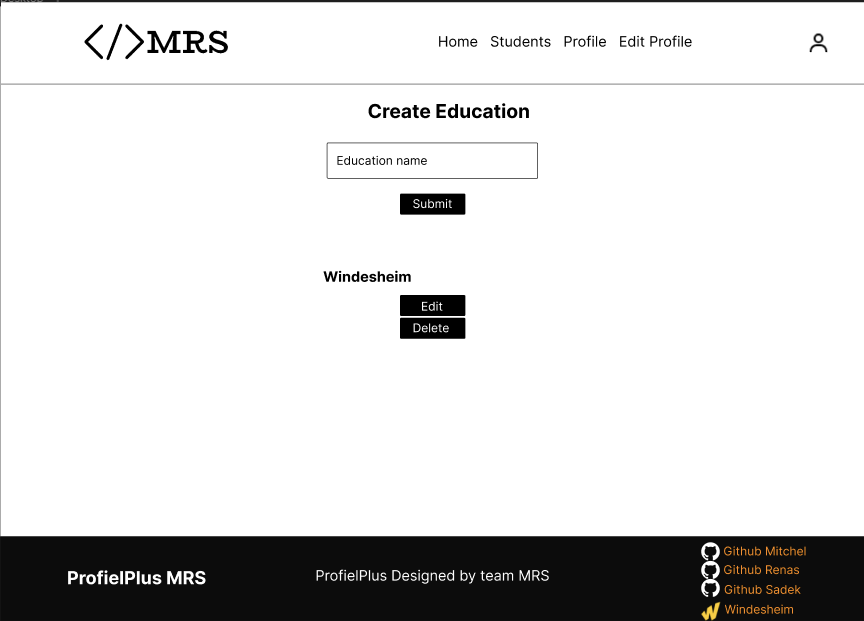 </>MRS
Home Students Profile Edit Profile
Create Education
Education name
Submit
Windesheim
Edit
Delete
ProfielPlus MRS
ProfielPlus Designed by team MRS
Github Mitchel
Github Renas
Github Sadek
Windesheim